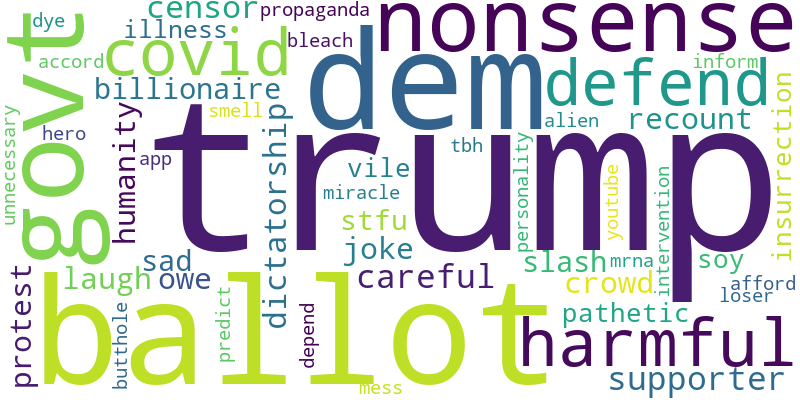 dye
censor
propaganda
nonsense
illness
bleach
covid
accord
govt
dem
defend
inform
billionaire
smell
alien
recount
unnecessary
hero
humanity
app
trump
tbh
dictatorship
vile
miracle
personality
youtube
intervention
insurrection
stfu
joke
sad
laugh
owe
careful
slash
mrna
soy
crowd
afford
loser
protest
ballot
butthole
predict
depend
pathetic
harmful
mess
supporter